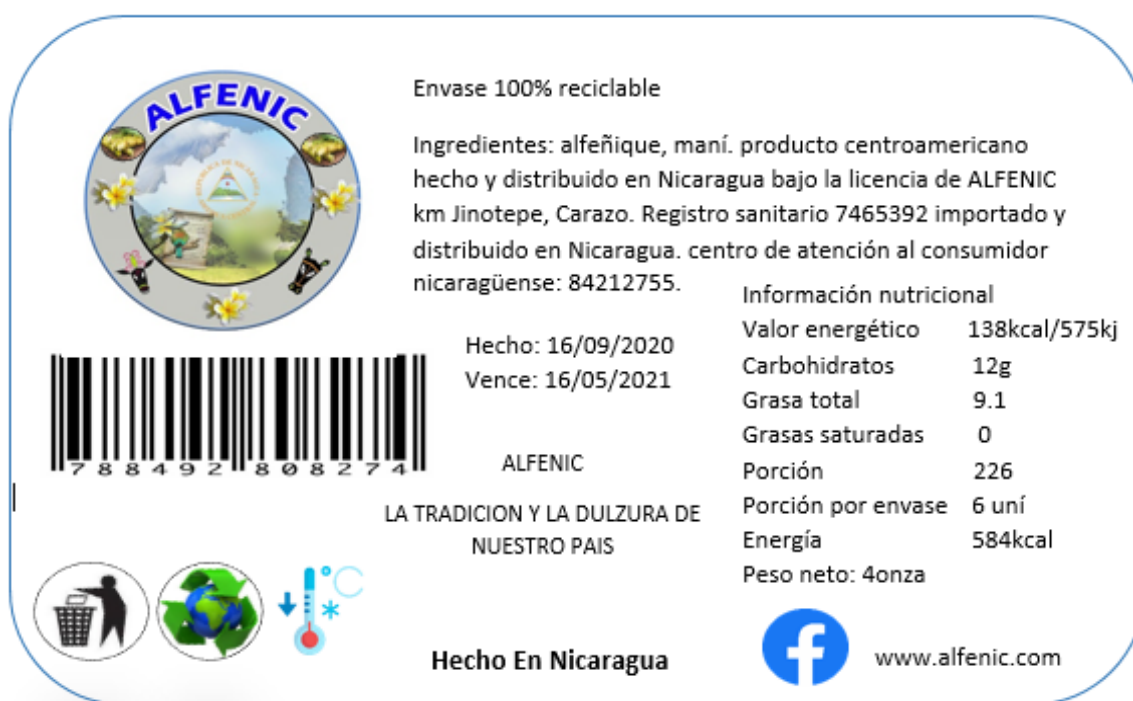 ALFENIC
Envase 100% reciclable
Ingredientes: alfeñique, maní. producto centroamericano
hecho y distribuido en Nicaragua bajo la licencia de ALFENIC
km Jinotepe, Carazo. Registro sanitario 7465392 importado y
distribuido en Nicaragua. centro de atención al consumidor
nicaragüense: 84212755.
Hecho: 16/09/2020
Vence: 16/05/2021
788492 808274
ALFENIC
LA TRADICION Y LA DULZURA DE
NUESTRO PAIS
Información nutricional
Valor energético 138kcal/575kj
Carbohidratos 12g
Grasa total 9.1
Grasas saturadas 0
Porción 226
Porción por envase 6 uní
Energía 584kcal
Peso neto: 4onza
Hecho En Nicaragua
www.alfenic.com